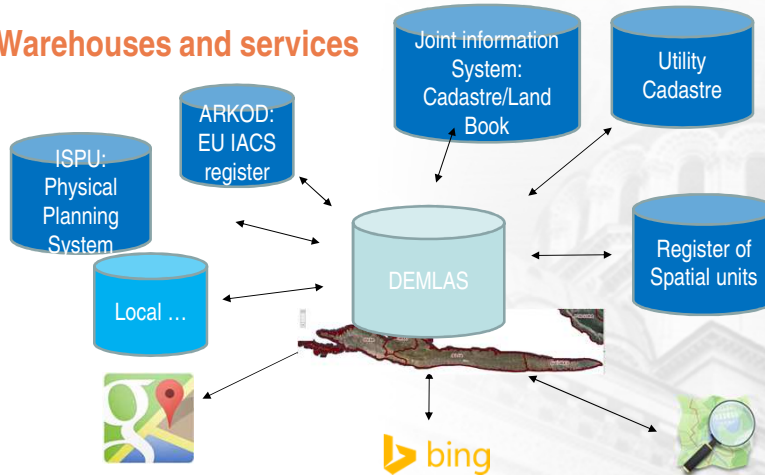 Warehouses and services
Joint information
System:
Cadastre/Land
Book
Utility
Cadastre
ARKOD:
EU IACS
register
ISPU:
Physical
Planning
System
DEMLAS
Register of
Spatial units
Local …
g
bing